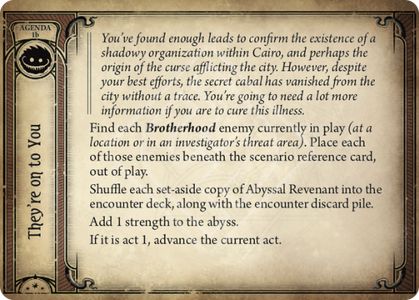 AGENDA
1b
You've found enough leads to confirm the existence of a
shadowy organization within Cairo, and perhaps the
origin of the curse afflicting the city. However, despite
your best efforts, the secret cabal has vanished from the
city without a trace. You're going to need a lot more
information if you are to cure this illness.
Find each Brotherhood enemy currently in play (at a
location or in an investigator's threat area). Place each
of those enemies beneath the scenario reference card,
out of play.
Shuffle each set-aside copy of Abyssal Revenant into the
encounter deck, along with the encounter discard pile.
Add 1 strength to the abyss.
If it is act 1, advance the current act.
They're on to You